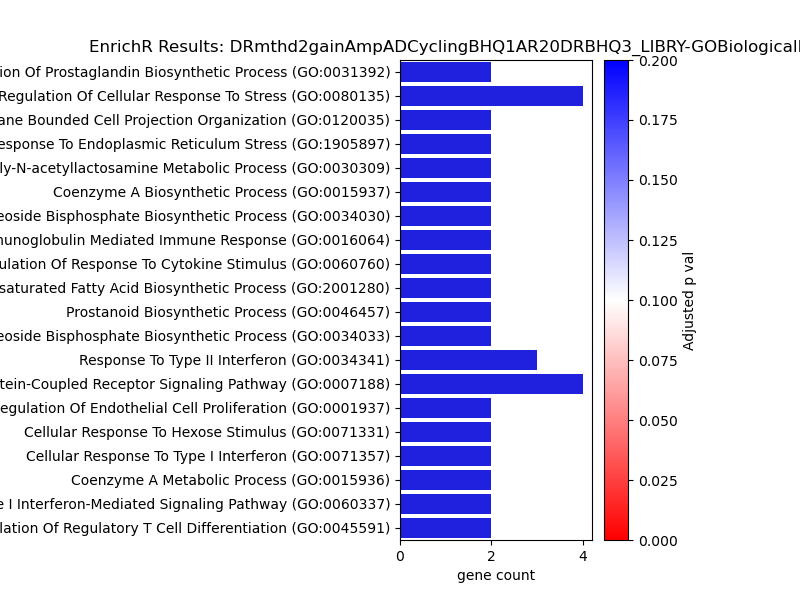 EnrichR Results: DRmthd2gainAmpADCyclingBHQ1AR20DRBHQ3_LIBRY-GOBiological
Of Prostaglandin Biosynthetic Process (GO:0031392)
Regulation Of Cellular Response To Stress (GO:0080135)
Bounded Cell Projection Organization (GO:0120035)
To Endoplasmic Reticulum Stress (GO:1905897)
ly-N-acetyllactosamine Metabolic Process (GO:0030309)
Coenzyme A Biosynthetic Process (GO:0015937)
eoside Bisphosphate Biosynthetic Process (GO:0034030)
Mediated Immune Response (GO:0016064)
ulation Of Response To Cytokine Stimulus (GO:0060760)
saturated Fatty Acid Biosynthetic Process (GO:2001280)
Prostanoid Biosynthetic Process (GO:0046457)
eoside Bisphosphate Biosynthetic Process (GO:0034033)
Response To Type II Interferon (GO:0034341)
tein-Coupled Receptor Signaling Pathway (GO:0007188)
egulation Of Endothelial Cell Proliferation (GO:0001937)
Cellular Response To Hexose Stimulus (GO:0071331)
Cellular Response To Type I Interferon (GO:0071357)
Coenzyme A Metabolic Process (GO:0015936)
e I Interferon-Mediated Signaling Pathway (GO:0060337)
lation Of Regulatory T Cell Differentiation (GO:0045591)
0 2 4
gene count
0.200
0.175
0.150
0.125
0.100
0.075
0.050
0.025
0.000
Adjusted p val